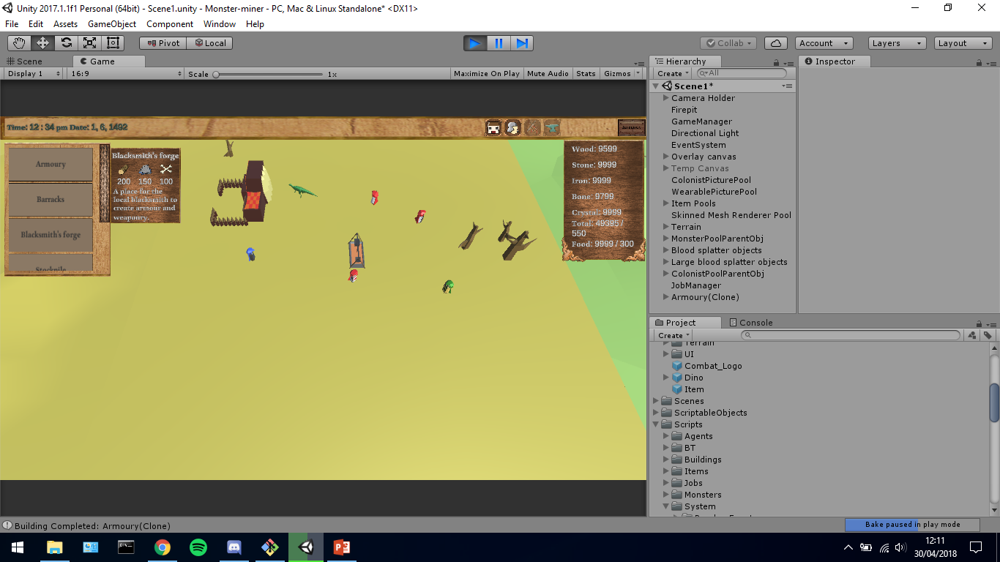 Unity 2017.1.1f1 Personal (64bit) - Scene1.unity - Monster-miner - PC, Mac & Linux Standalone* <DX11>
File Edit Assets GameObject Component Window Help
Pivot Local Collab Account Layers Layout
Scene Game
Display 1 16:9 Scale 1x Maximize On Play Mute Audio Stats Gizmos
Time: 12 : 34 pm Date: 1, 6, 1492
Armoury
Barracks
Blacksmith's forge
Stockpile
Blacksmith's forge
200 150 100
A place for the
local blacksmith to
create armour and
weaponry.
Wood: 9599
Stone: 9999
Iron: 9999
Bone: 9799
Crystal: 9999
Total: 49395 /
550
Food: 9999 / 300
Hierarchy
Create All
Scene1*
Camera Holder
Firepit
GameManager
Directional Light
EventSystem
Overlay canvas
Temp Canvas
ColonistPicturePool
WearablePicturePool
Item Pools
Skinned Mesh Renderer Pool
Terrain
MonsterPoolParentObj
Blood splatter objects
Large blood splatter objects
ColonistPoolParentObj
JobManager
Armoury(Clone)
Inspector
Project Console
Create
Terrain
UI
Combat_Logo
Dino
Item
Scenes
ScriptableObjects
Scripts
Agents
BT
Buildings
Items
Jobs
Monsters
System
Building Completed: Armoury(Clone)
Bake paused in play mode
12:11
30/04/2018